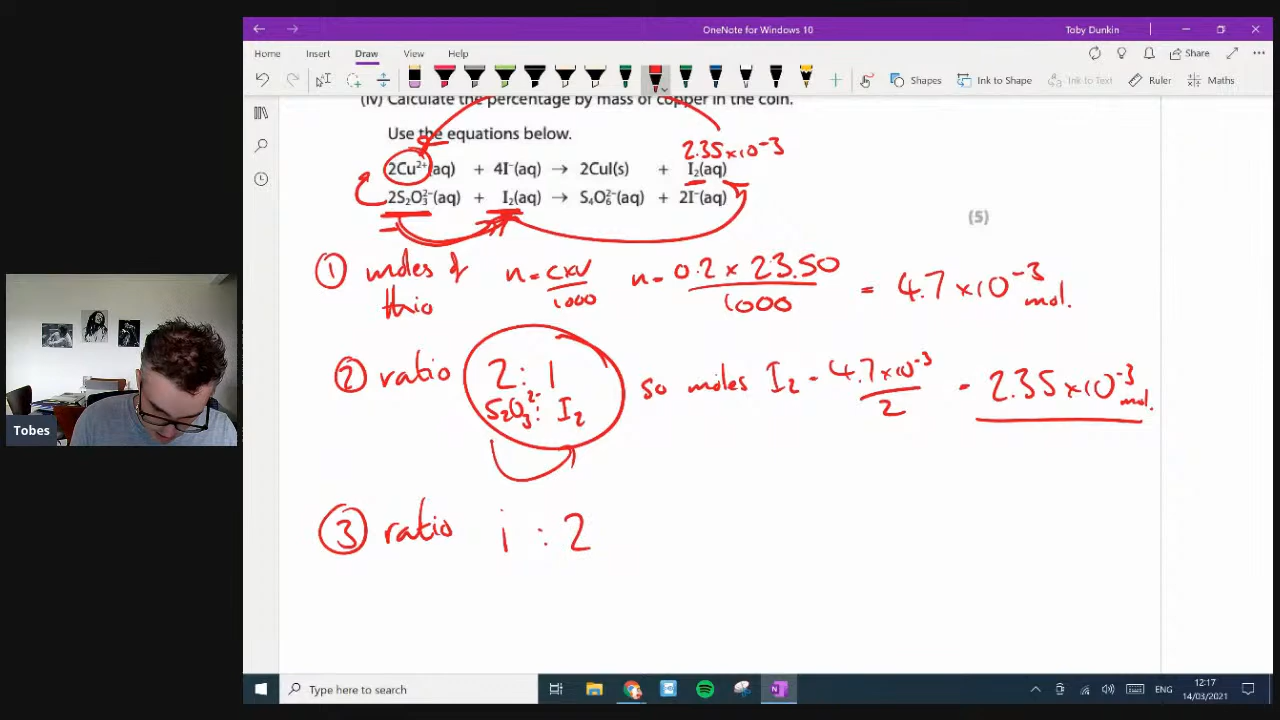 OneNote for Windows 10
Toby Dunkin
Home Insert Draw View Help
Share
Shapes
Ink to Shape
Ink to Text
Ruler
Maths
(iv) Calculate the percentage by mass of copper in the coin.
Use the equations below.
2.35×10⁻³
2Cu²⁺(aq) + 4I⁻(aq) → 2CuI(s) + I₂(aq)
2S₂O₃²⁻(aq) + I₂(aq) → S₄O₆²⁻(aq) + 2I⁻(aq)
(5)
① moles of thio n = c×v/1000 n = 0.2 × 23.50/1000 = 4.7 ×10⁻³ mol.
② ratio 2 : 1 so moles I₂ = 4.7×10⁻³/2 = 2.35×10⁻³ mol.
S₂O₃²⁻ : I₂
③ ratio 1 : 2
Tobes
Type here to search
ENG
12:17
14/03/2021